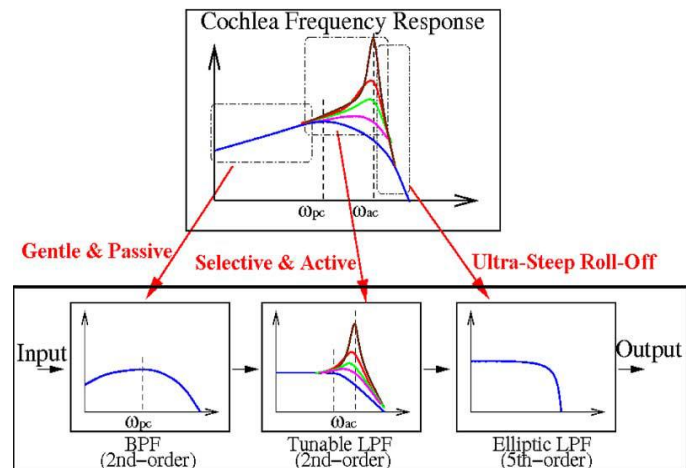 Cochlea Frequency Response
ωpc ωac
Gentle & Passive
Selective & Active
Ultra-Steep Roll-Off
Input
Output
ωpc
ωac
BPF
(2nd-order)
Tunable LPF
(2nd-order)
Elliptic LPF
(5th-order)